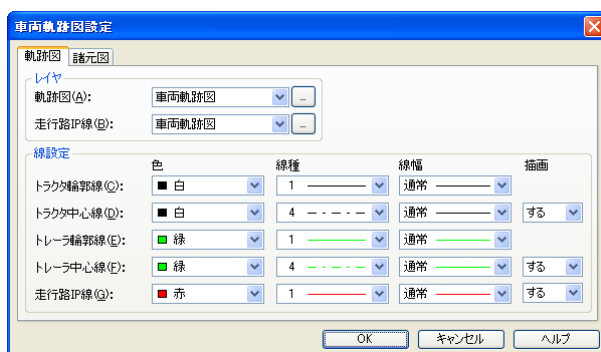 車両軌跡図設定
軌跡図 諸元図
レイヤ
軌跡図(A): 車両軌跡図 ...
走行路IP線(B): 車両軌跡図 ...
線設定
色 線種 線幅 描画
トラクタ輪郭線(C): 白 1 通常
トラクタ中心線(D): 白 4 通常 する
トレーラ輪郭線(E): 緑 1 通常
トレーラ中心線(F): 緑 4 通常 する
走行路IP線(G): 赤 1 通常 する
OK キャンセル ヘルプ